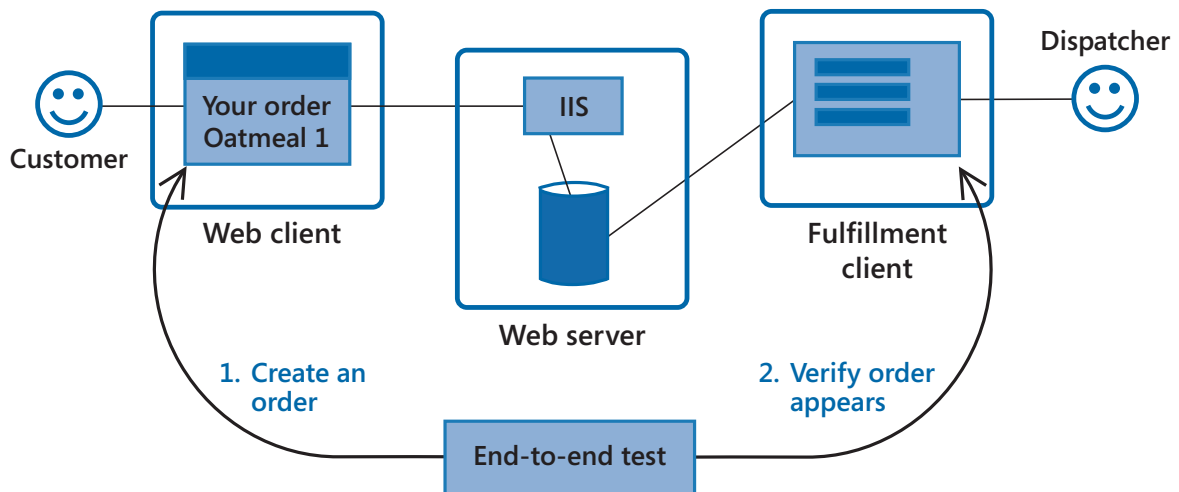 Dispatcher
Customer
Your order
Oatmeal 1
IIS
Web client
Fulfillment
client
Web server
1. Create an
order
2. Verify order
appears
End-to-end test